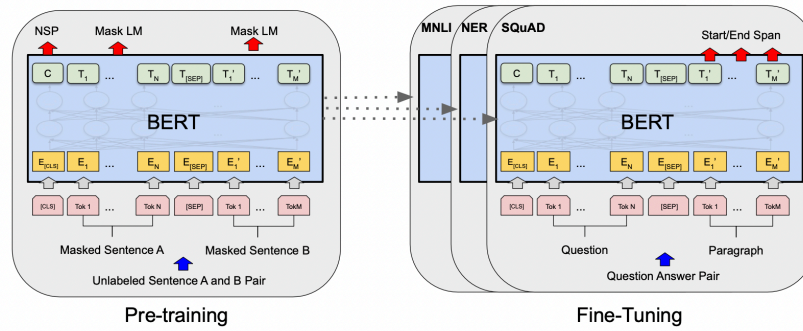 NSP Mask LM Mask LM
C T1 ... TN T[SEP] T1’ ... TM’
BERT
E[CLS] E1 ... EN E[SEP] E1’ ... EM’
[CLS] Tok 1 ... Tok N [SEP] Tok 1 ... TokM
Masked Sentence A Masked Sentence B
Unlabeled Sentence A and B Pair
Pre-training
MNLI NER SQuAD
Start/End Span
C T1 ... TN T[SEP] T1’ ... TM’
BERT
E[CLS] E1 ... EN E[SEP] E1’ ... EM’
[CLS] Tok 1 ... Tok N [SEP] Tok 1 ... TokM
Question Paragraph
Question Answer Pair
Fine-Tuning